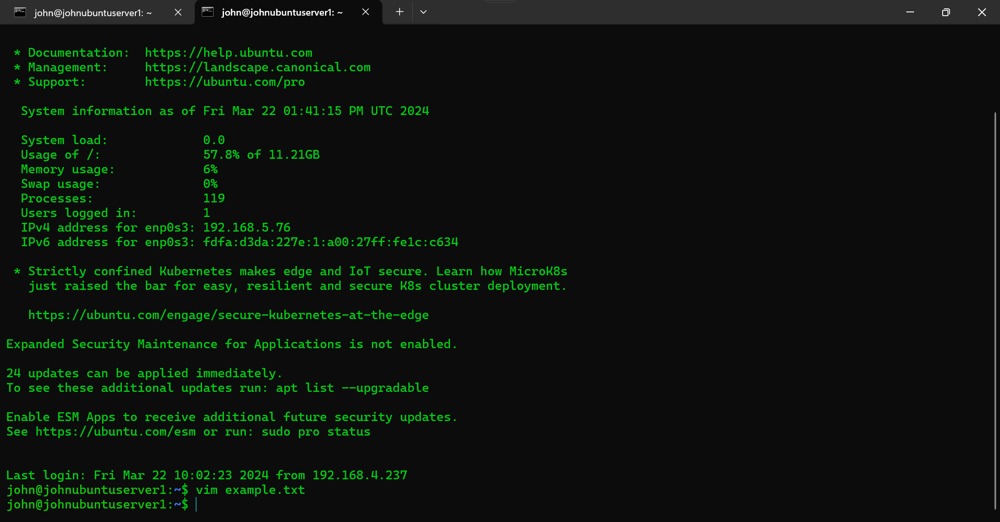 john@johnubuntuserver1: ~
john@johnubuntuserver1: ~
* Documentation:  https://help.ubuntu.com
* Management:     https://landscape.canonical.com
* Support:        https://ubuntu.com/pro
System information as of Fri Mar 22 01:41:15 PM UTC 2024
System load:             0.0
Usage of /:              57.8% of 11.21GB
Memory usage:            6%
Swap usage:              0%
Processes:               119
Users logged in:         1
IPv4 address for enp0s3: 192.168.5.76
IPv6 address for enp0s3: fdfa:d3da:227e:1:a00:27ff:fe1c:c634
* Strictly confined Kubernetes makes edge and IoT secure. Learn how MicroK8s
just raised the bar for easy, resilient and secure K8s cluster deployment.
https://ubuntu.com/engage/secure-kubernetes-at-the-edge
Expanded Security Maintenance for Applications is not enabled.
24 updates can be applied immediately.
To see these additional updates run: apt list --upgradable
Enable ESM Apps to receive additional future security updates.
See https://ubuntu.com/esm or run: sudo pro status
Last login: Fri Mar 22 10:02:23 2024 from 192.168.4.237
john@johnubuntuserver1:~$ vim example.txt
john@johnubuntuserver1:~$